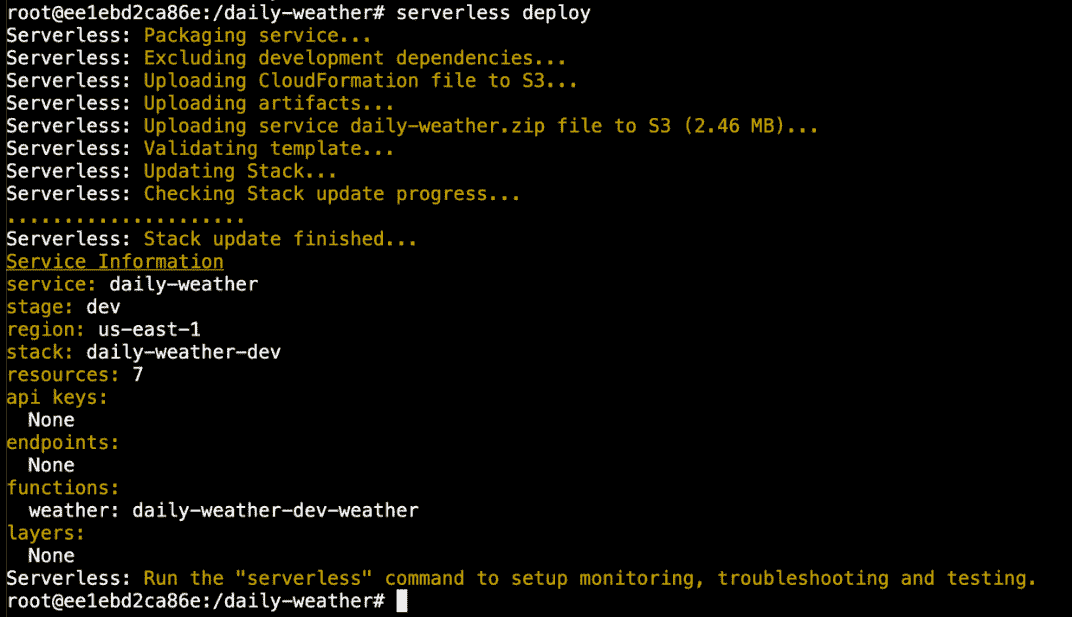 root@ee1ebd2ca86e:/daily-weather# serverless deploy
Serverless: Packaging service...
Serverless: Excluding development dependencies...
Serverless: Uploading CloudFormation file to S3...
Serverless: Uploading artifacts...
Serverless: Uploading service daily-weather.zip file to S3 (2.46 MB)...
Serverless: Validating template...
Serverless: Updating Stack...
Serverless: Checking Stack update progress...
.....................
Serverless: Stack update finished...
Service Information
service: daily-weather
stage: dev
region: us-east-1
stack: daily-weather-dev
resources: 7
api keys:
  None
endpoints:
  None
functions:
  weather: daily-weather-dev-weather
layers:
  None
Serverless: Run the "serverless" command to setup monitoring, troubleshooting and testing.
root@ee1ebd2ca86e:/daily-weather#